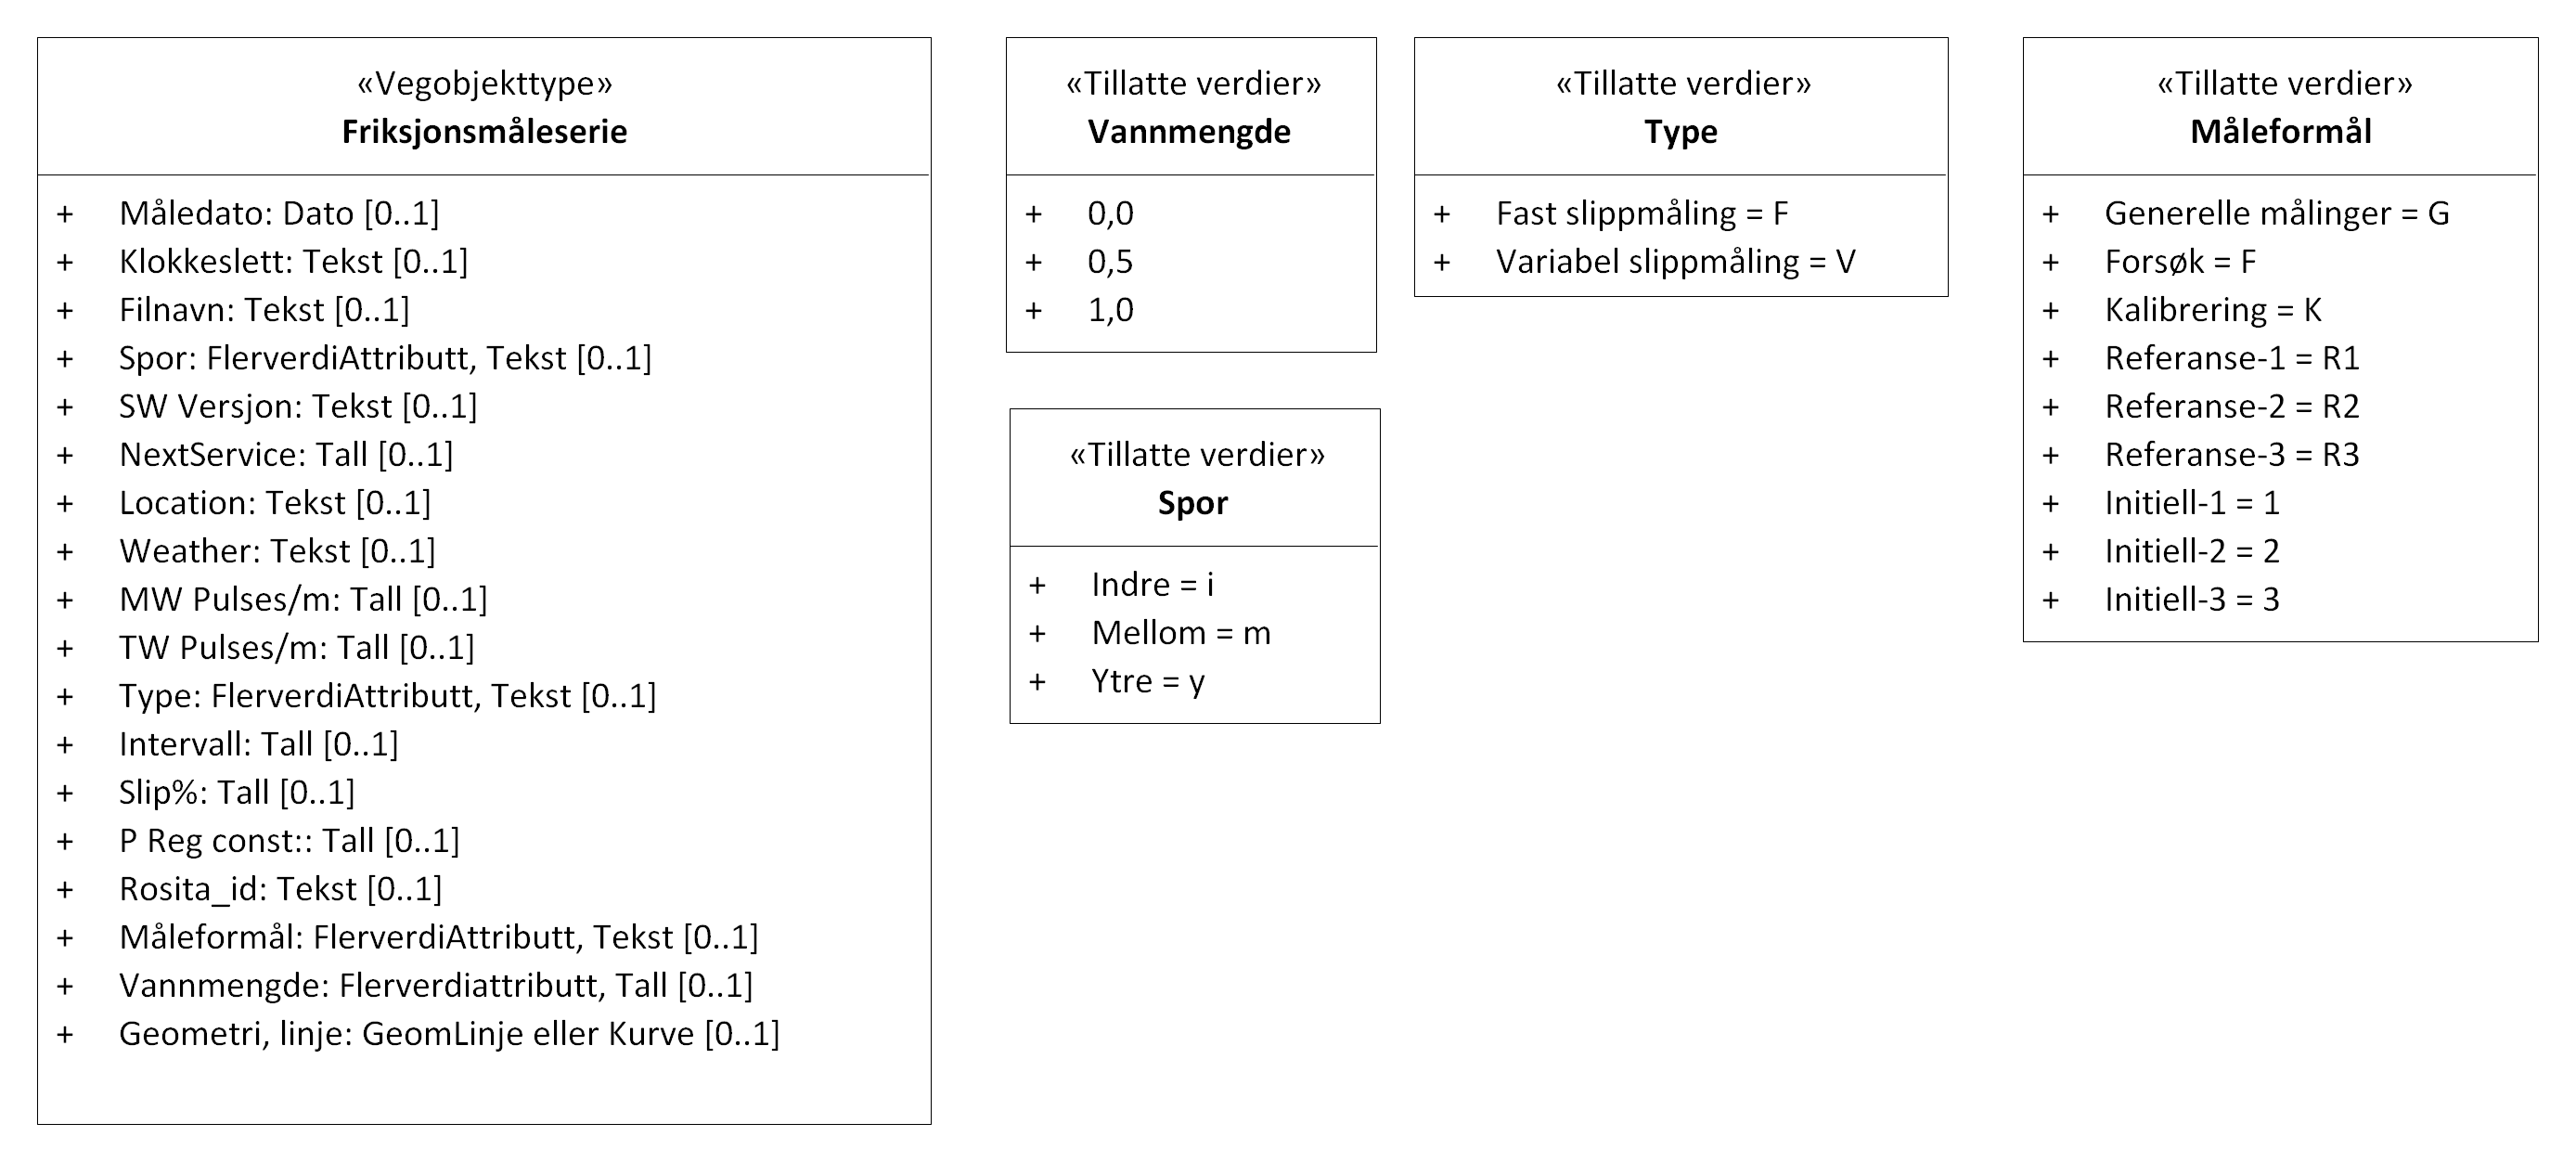 «Vegobjekttype»
Friksjonsmåleserie
+ Måledato: Dato [0..1]
+ Klokkeslett: Tekst [0..1]
+ Filnavn: Tekst [0..1]
+ Spor: FlerverdiAttributt, Tekst [0..1]
+ SW Versjon: Tekst [0..1]
+ NextService: Tall [0..1]
+ Location: Tekst [0..1]
+ Weather: Tekst [0..1]
+ MW Pulses/m: Tall [0..1]
+ TW Pulses/m: Tall [0..1]
+ Type: FlerverdiAttributt, Tekst [0..1]
+ Intervall: Tall [0..1]
+ Slip%: Tall [0..1]
+ P Reg const:: Tall [0..1]
+ Rosita_id: Tekst [0..1]
+ Måleformål: FlerverdiAttributt, Tekst [0..1]
+ Vannmengde: Flerverdiattributt, Tall [0..1]
+ Geometri, linje: GeomLinje eller Kurve [0..1]
«Tillatte verdier»
Vannmengde
+ 0,0
+ 0,5
+ 1,0
«Tillatte verdier»
Spor
+ Indre = i
+ Mellom = m
+ Ytre = y
«Tillatte verdier»
Type
+ Fast slippmåling = F
+ Variabel slippmåling = V
«Tillatte verdier»
Måleformål
+ Generelle målinger = G
+ Forsøk = F
+ Kalibrering = K
+ Referanse-1 = R1
+ Referanse-2 = R2
+ Referanse-3 = R3
+ Initiell-1 = 1
+ Initiell-2 = 2
+ Initiell-3 = 3